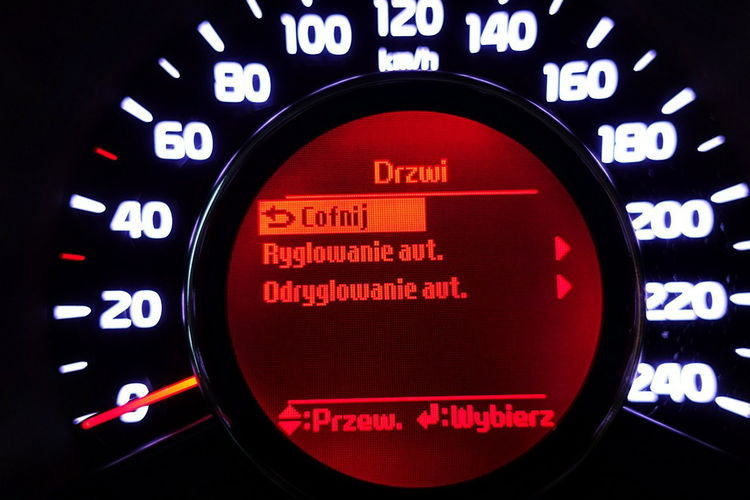 0
20
40
60
80
100
120
140
160
180
200
220
240
km/h
Drzwi
Cofnij
Ryglowanie aut.
Odryglowanie aut.
:Przew. :Wybierz